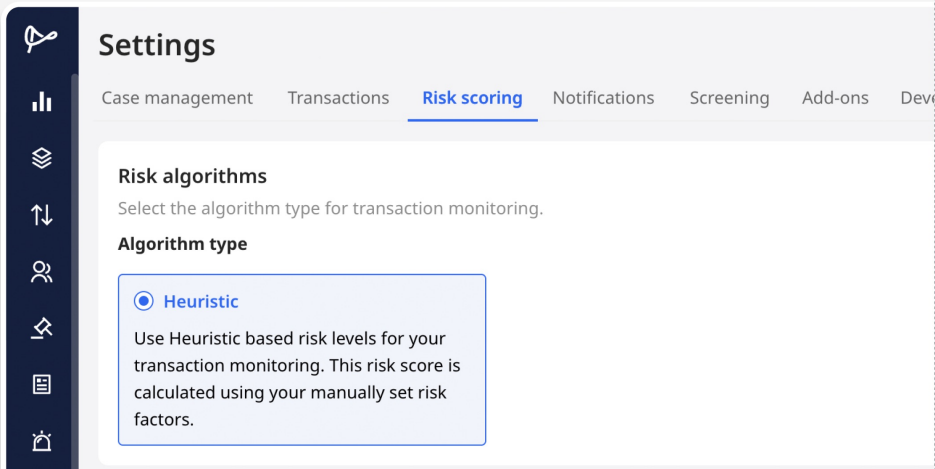 Settings
Case management Transactions Risk scoring Notifications Screening Add-ons Deve
Risk algorithms
Select the algorithm type for transaction monitoring.
Algorithm type
Heuristic
Use Heuristic based risk levels for your
transaction monitoring. This risk score is
calculated using your manually set risk
factors.